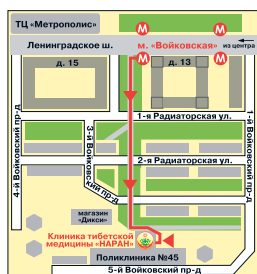 ТЦ «Метрополис»
М М
Ленинградское ш.
м. «Войковская»
из центра
М М
д. 15
д. 13
1-я Радиаторская ул.
4-й Войковский пр-д
3-й Войковский пр-д
1-й Войковский пр-д
2-я Радиаторская ул.
магазин
«Дикси»
Клиника тибетской
медицины «НАРАН»
Поликлиника №45
5-й Войковский пр-д